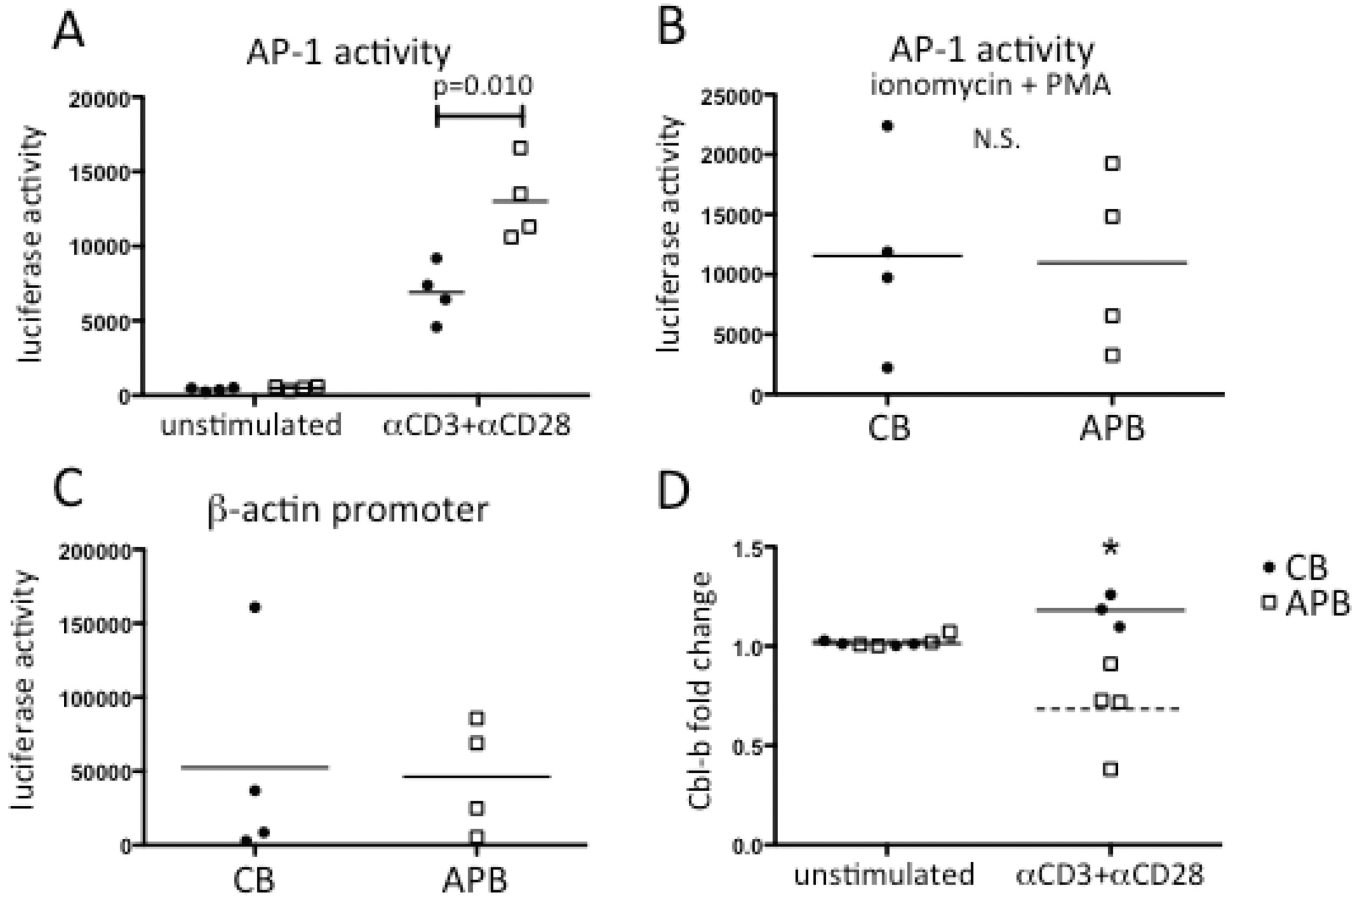 A
AP-1 activity
p=0.010
20000
15000
10000
5000
0
luciferase activity
unstimulated
αCD3+αCD28
B
AP-1 activity
ionomycin + PMA
N.S.
25000
20000
15000
10000
5000
0
luciferase activity
CB
APB
C
β-actin promoter
200000
150000
100000
50000
0
luciferase activity
CB
APB
D
*
1.5
1.0
0.5
0.0
Cbl-b fold change
unstimulated
αCD3+αCD28
CB
APB